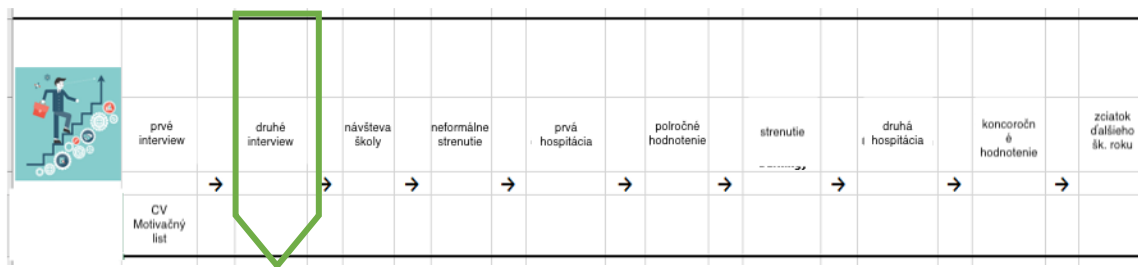 prvé
interview
druhé
interview
návšteva
školy
neformálne
strenutie
prvá
hospitácia
polročné
hodnotenie
strenutie
druhá
hospitácia
koncoročn
é
hodnotenie
zciatok
ďalšieho
šk. roku
→ → → → → → → → →
CV
Motivačný
list